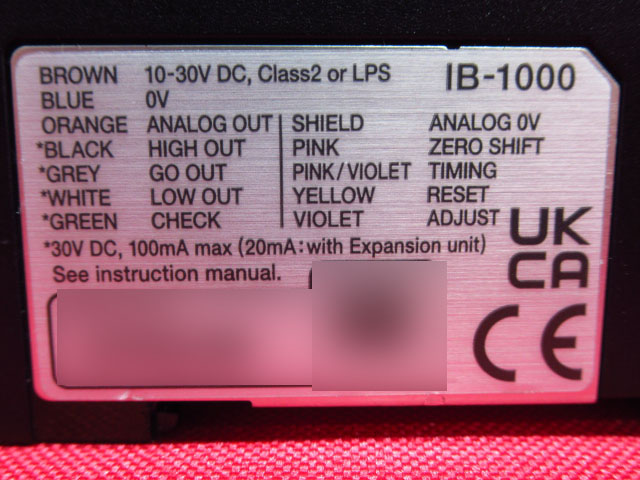 BROWN 10-30V DC, Class2 or LPS IB-1000
BLUE 0V
ORANGE ANALOG OUT SHIELD ANALOG 0V
*BLACK HIGH OUT PINK ZERO SHIFT
*GREY GO OUT PINK/VIOLET TIMING
*WHITE LOW OUT YELLOW RESET
*GREEN CHECK VIOLET ADJUST
*30V DC, 100mA max (20mA:with Expansion unit)
See instruction manual.
UK
CA
CE